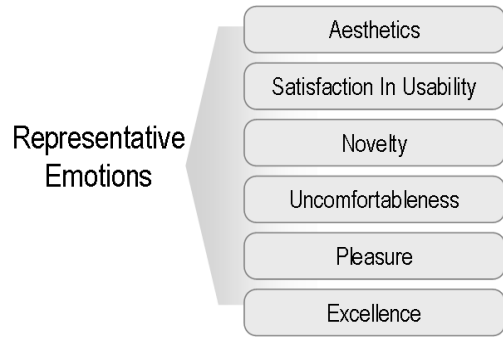 Representative
Emotions
Aesthetics
Satisfaction In Usability
Novelty
Uncomfortableness
Pleasure
Excellence